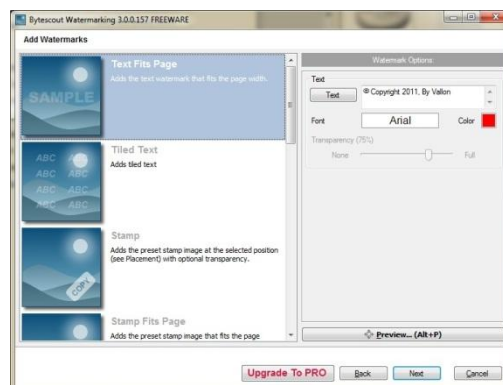 Bytescout Watermarking 3.0.0.157 FREEWARE
Add Watermarks
SAMPLE
Text Fits Page
Adds the text watermark that fits the page width.
ABC ABC
ABC ABC
ABC ABC
ABC ABC
Tiled Text
Adds tiled text
COPY
Stamp
Adds the preset stamp image at the selected position
(see Placement) with optional transparency.
Stamp Fits Page
Adds the preset stamp image that fits the page
Watermark Options:
Text
Text
© Copyright 2011, By Vallon
Font
Arial
Color
Transparency (75%)
None
Full
Preview... (Alt+P)
Upgrade To PRO
Back
Next
Cancel